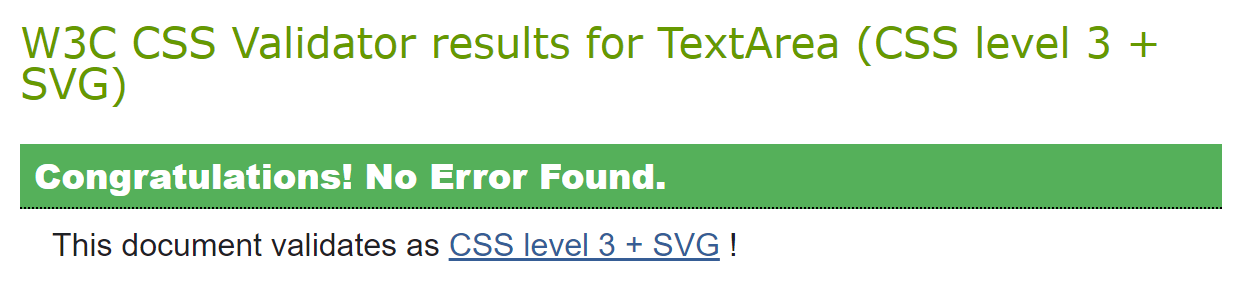 W3C CSS Validator results for TextArea (CSS level 3 +
SVG)
Congratulations! No Error Found.
This document validates as CSS level 3 + SVG !